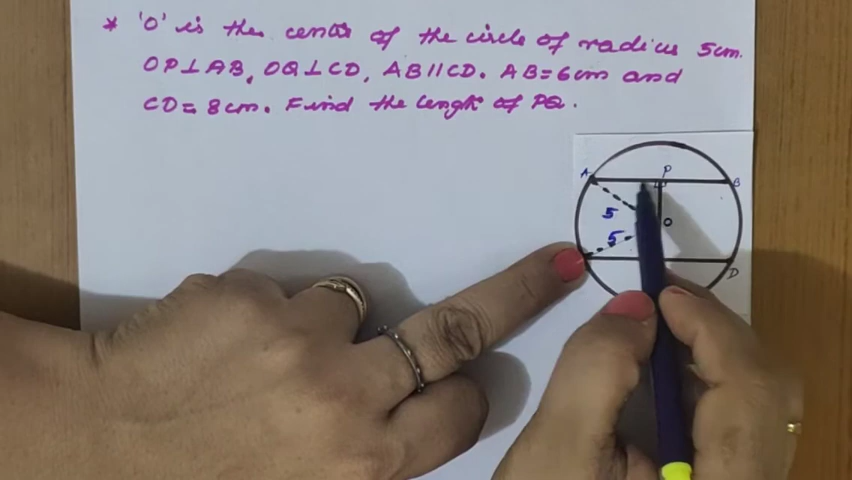 * 'O' is the centre of the circle of radius 5cm.
OP⊥AB, OQ⊥CD, AB//CD. AB=6cm and
CD=8cm. Find the length of PQ.
A P B
5 O
5
D